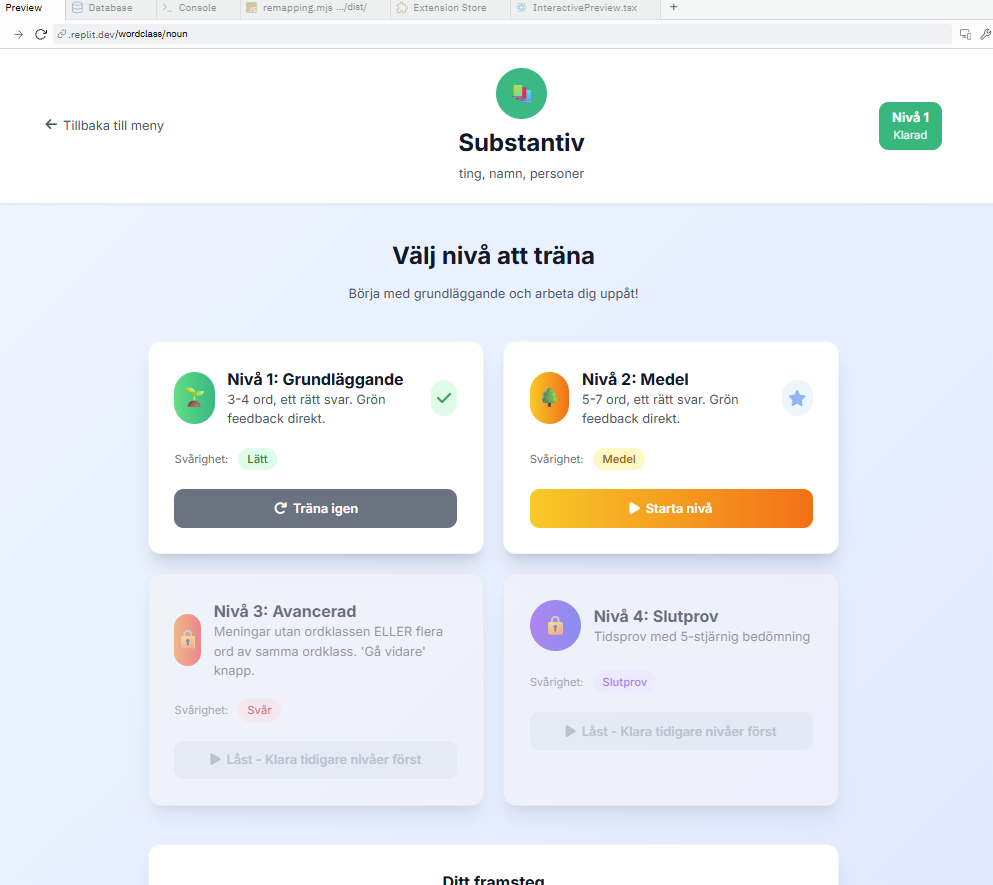 Preview
Database
Console
remapping.mjs .../dist/
Extension Store
InteractivePreview.tsx
+
.replit.dev/wordclass/noun
Tillbaka till meny
Substantiv
ting, namn, personer
Nivå 1
Klarad
Välj nivå att träna
Börja med grundläggande och arbeta dig uppåt!
Nivå 1: Grundläggande
3-4 ord, ett rätt svar. Grön
feedback direkt.
Svårighet: Lätt
Träna igen
Nivå 2: Medel
5-7 ord, ett rätt svar. Grön
feedback direkt.
Svårighet: Medel
Starta nivå
Nivå 3: Avancerad
Meningar utan ordklassen ELLER flera
ord av samma ordklass. 'Gå vidare'
knapp.
Svårighet: Svår
Låst - Klara tidigare nivåer först
Nivå 4: Slutprov
Tidsprov med 5-stjärnig bedömning
Svårighet: Slutprov
Låst - Klara tidigare nivåer först
Ditt framsteg